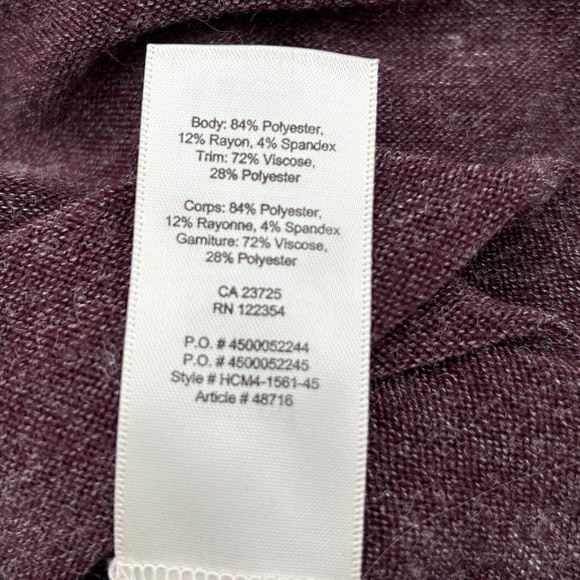 Body: 84% Polyester,
12% Rayon, 4% Spandex
Trim: 72% Viscose,
28% Polyester
Corps: 84% Polyester,
12% Rayonne, 4% Spandex
Garniture: 72% Viscose,
28% Polyester
CA 23725
RN 122354
P.O. # 4500052244
P.O. # 4500052245
Style # HCM4-1561-45
Article # 48716